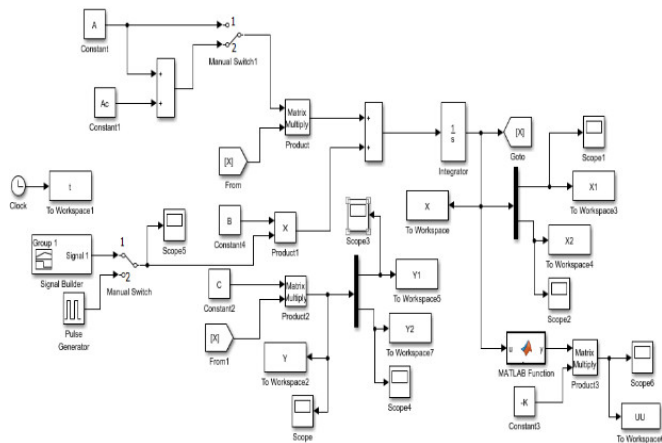 A
Constant
1
2
Manual Switch1
+
+
Ac
Constant1
Matrix
Multiply
Product
[X]
From
+
+
1
s
Integrator
[X]
Goto
Scope1
X1
To Workspace3
X
To Workspace
X2
To Workspace4
Scope2
Clock
t
To Workspace1
Group 1
Signal 1
Signal Builder
1
2
Manual Switch
Pulse
Generator
Scope5
B
Constant4
X
Product1
C
Constant2
Matrix
Multiply
Product2
[X]
From1
Scope3
Y1
To Workspace5
Y2
To Workspace7
Y
To Workspace2
Scope
Scope4
u
y
MATLAB Function
-K
Constant3
Matrix
Multiply
Product3
Scope6
UU
To Workspace